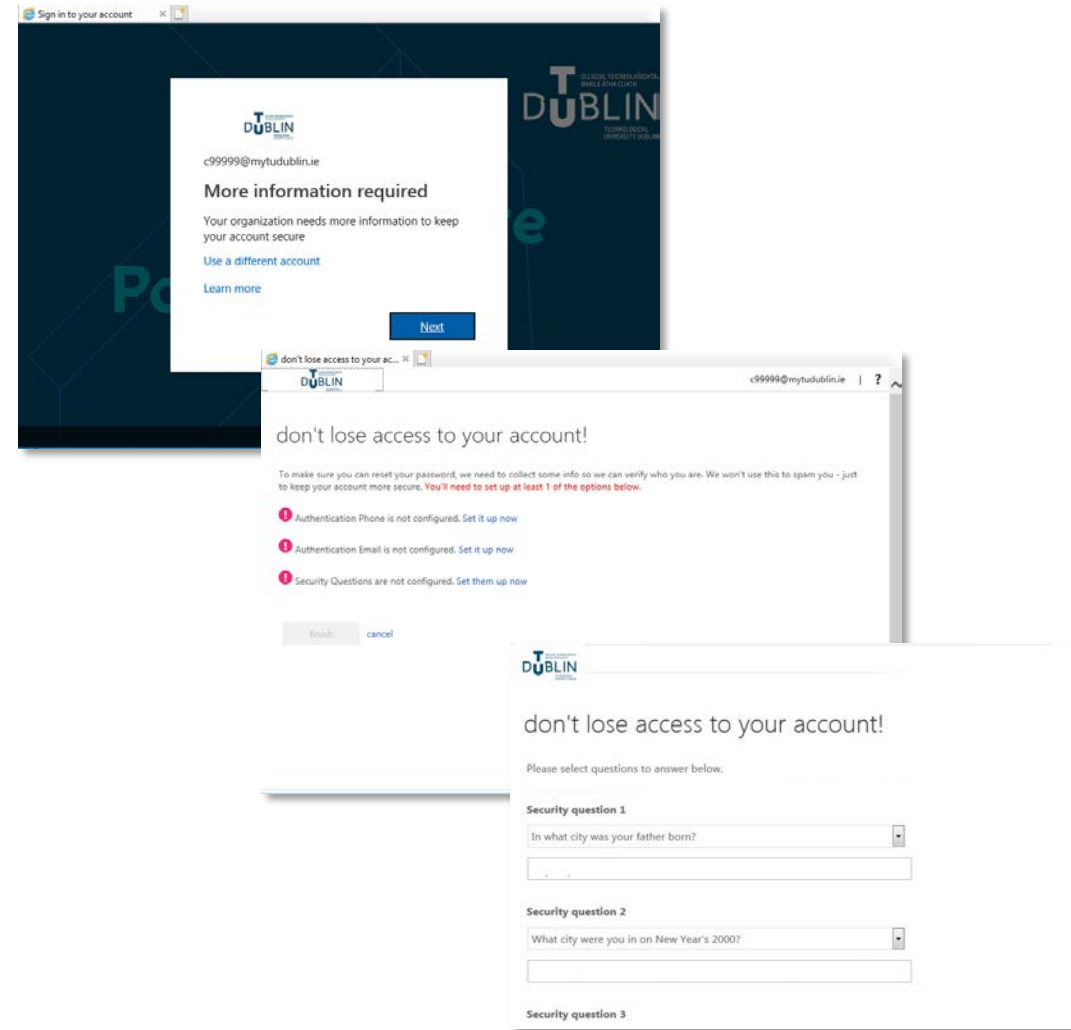 Sign in to your account
DUBLIN
TECHNOLOGICAL
UNIVERSITY DUBLIN
TU DUBLIN
c99999@mytudublin.ie
More information required
Your organization needs more information to keep
your account secure
Use a different account
Learn more
Next
Po
e
don't lose access to your ac...
TU DUBLIN
c99999@mytudublin.ie | ?
don't lose access to your account!
To make sure you can reset your password, we need to collect some info so we can verify who you are. We won't use this to spam you - just
to keep your account more secure. You'll need to set up at least 1 of the options below.
Authentication Phone is not configured. Set it up now
Authentication Email is not configured. Set it up now
Security Questions are not configured. Set them up now
finish cancel
TU DUBLIN
don't lose access to your account!
Please select questions to answer below.
Security question 1
In what city was your father born?
Security question 2
What city were you in on New Year's 2000?
Security question 3